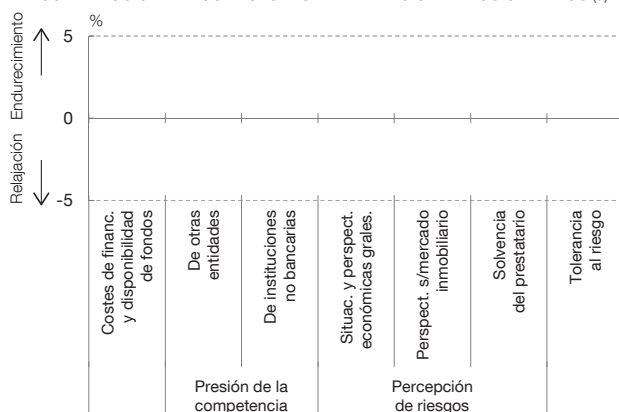 %
Endurecimiento
5
0
Relajación
-5
Costes de financ.
y disponibilidad
de fondos
De otras
entidades
De instituciones
no bancarias
Situac. y perspect.
económicas grales.
Perspect. s/mercado
inmobiliario
Solvencia
del prestatario
Tolerancia
al riesgo
Presión de la
competencia
Percepción
de riesgos